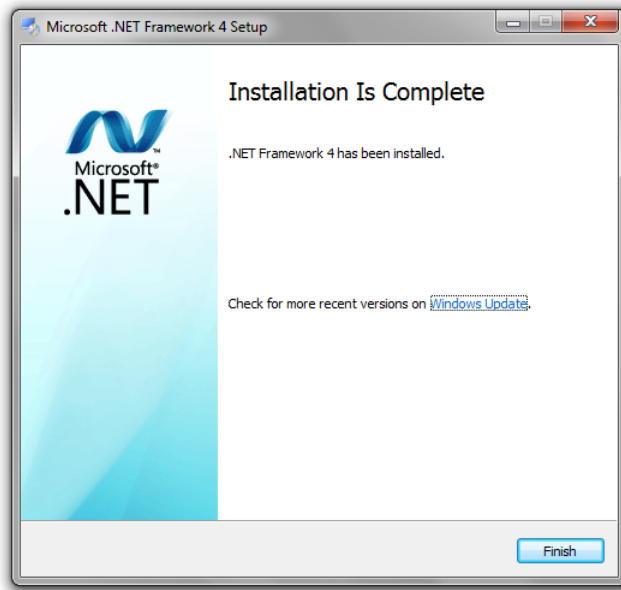 Microsoft .NET Framework 4 Setup
Installation Is Complete
Microsoft®
.NET
™
.NET Framework 4 has been installed.
Check for more recent versions on Windows Update.
Finish